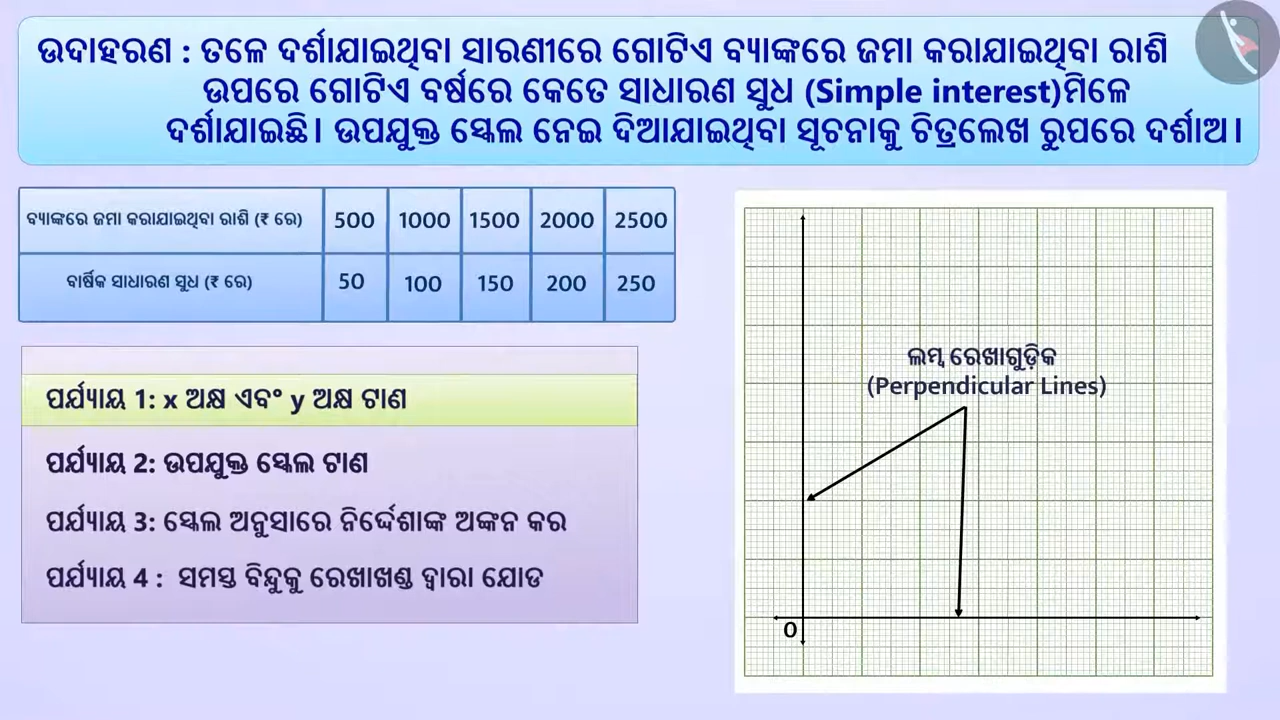 ଉଦାହରଣ : ତଳେ ଦର୍ଶାଯାଇଥିବା ସାରଣୀରେ ଗୋଟିଏ ବ୍ୟାଙ୍କରେ ଜମା କରାଯାଇଥିବା ରାଶି
ଉପରେ ଗୋଟିଏ ବର୍ଷରେ କେତେ ସାଧାରଣ ସୁଧ (Simple interest)ମିଳେ
ଦର୍ଶାଯାଇଛି। ଉପଯୁକ୍ତ ସ୍କେଲ ନେଇ ଦିଆଯାଇଥିବା ସୂଚନାକୁ ଚିତ୍ରଲେଖ ରୁପରେ ଦର୍ଶାଅ।
ବ୍ୟାଙ୍କରେ ଜମା କରାଯାଇଥିବା ରାଶି (₹ ରେ) 500 1000 1500 2000 2500
ବାର୍ଷିକ ସାଧାରଣ ସୁଧ (₹ ରେ) 50 100 150 200 250
ପର୍ଯ୍ୟାୟ 1: x ଅକ୍ଷ ଏବଂ y ଅକ୍ଷ ଟାଣ
ପର୍ଯ୍ୟାୟ 2: ଉପଯୁକ୍ତ ସ୍କେଲ ଟାଣ
ପର୍ଯ୍ୟାୟ 3: ସ୍କେଲ ଅନୁସାରେ ନିର୍ଦ୍ଦେଶାଙ୍କ ଅଙ୍କନ କର
ପର୍ଯ୍ୟାୟ 4 : ସମସ୍ତ ବିନ୍ଦୁକୁ ରେଖାଖଣ୍ଡ ଦ୍ୱାରା ଯୋଡ
ଲମ୍ବ ରେଖାଗୁଡ଼ିକ
(Perpendicular Lines)
O